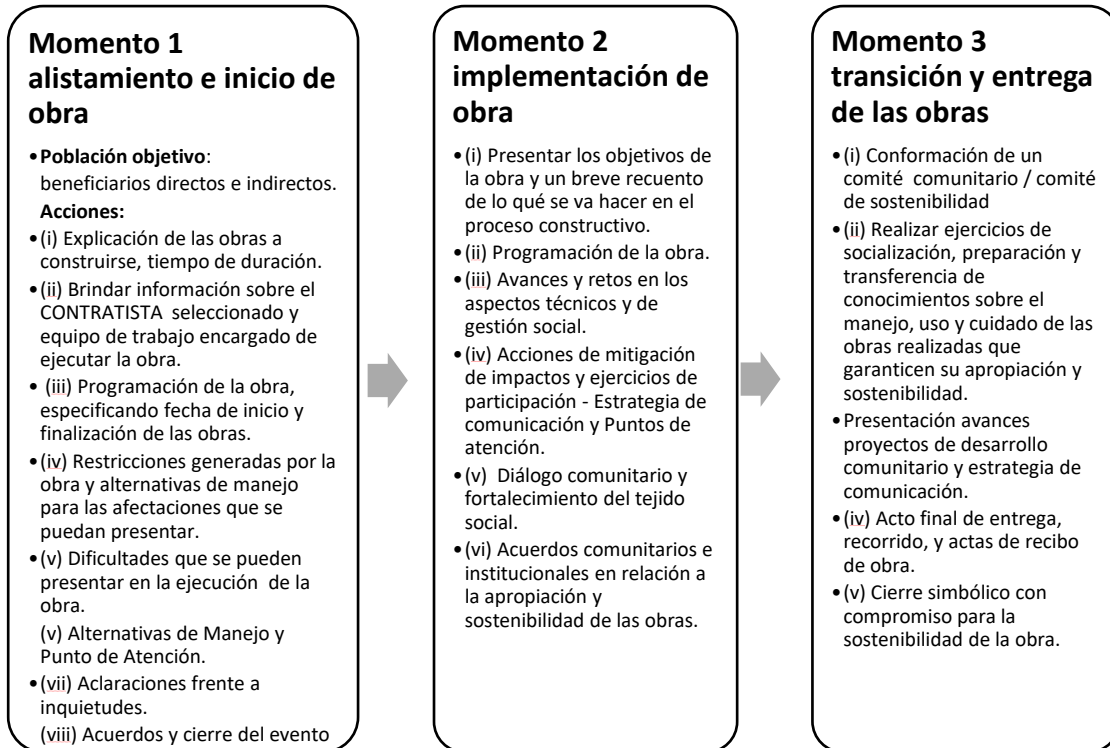 Momento 1
alistamiento e inicio de
obra
•Población objetivo:
beneficiarios directos e indirectos.
Acciones:
•(i) Explicación de las obras a
construirse, tiempo de duración.
•(ii) Brindar información sobre el
CONTRATISTA seleccionado y
equipo de trabajo encargado de
ejecutar la obra.
• (iii) Programación de la obra,
especificando fecha de inicio y
finalización de las obras.
•(iv) Restricciones generadas por la
obra y alternativas de manejo
para las afectaciones que se
puedan presentar.
•(v) Dificultades que se pueden
presentar en la ejecución de la
obra.
(v) Alternativas de Manejo y
Punto de Atención.
•(vii) Aclaraciones frente a
inquietudes.
(viii) Acuerdos y cierre del evento
Momento 2
implementación de
obra
•(i) Presentar los objetivos de
la obra y un breve recuento
de lo qué se va hacer en el
proceso constructivo.
•(ii) Programación de la obra.
•(iii) Avances y retos en los
aspectos técnicos y de
gestión social.
•(iv) Acciones de mitigación
de impactos y ejercicios de
participación - Estrategia de
comunicación y Puntos de
atención.
•(v) Diálogo comunitario y
fortalecimiento del tejido
social.
•(vi) Acuerdos comunitarios e
institucionales en relación a
la apropiación y
sostenibilidad de las obras.
Momento 3
transición y entrega
de las obras
•(i) Conformación de un
comité comunitario / comité
de sostenibilidad
•(ii) Realizar ejercicios de
socialización, preparación y
transferencia de
conocimientos sobre el
manejo, uso y cuidado de las
obras realizadas que
garanticen su apropiación y
sostenibilidad.
•Presentación avances
proyectos de desarrollo
comunitario y estrategia de
comunicación.
•(iv) Acto final de entrega,
recorrido, y actas de recibo
de obra.
•(v) Cierre simbólico con
compromiso para la
sostenibilidad de la obra.